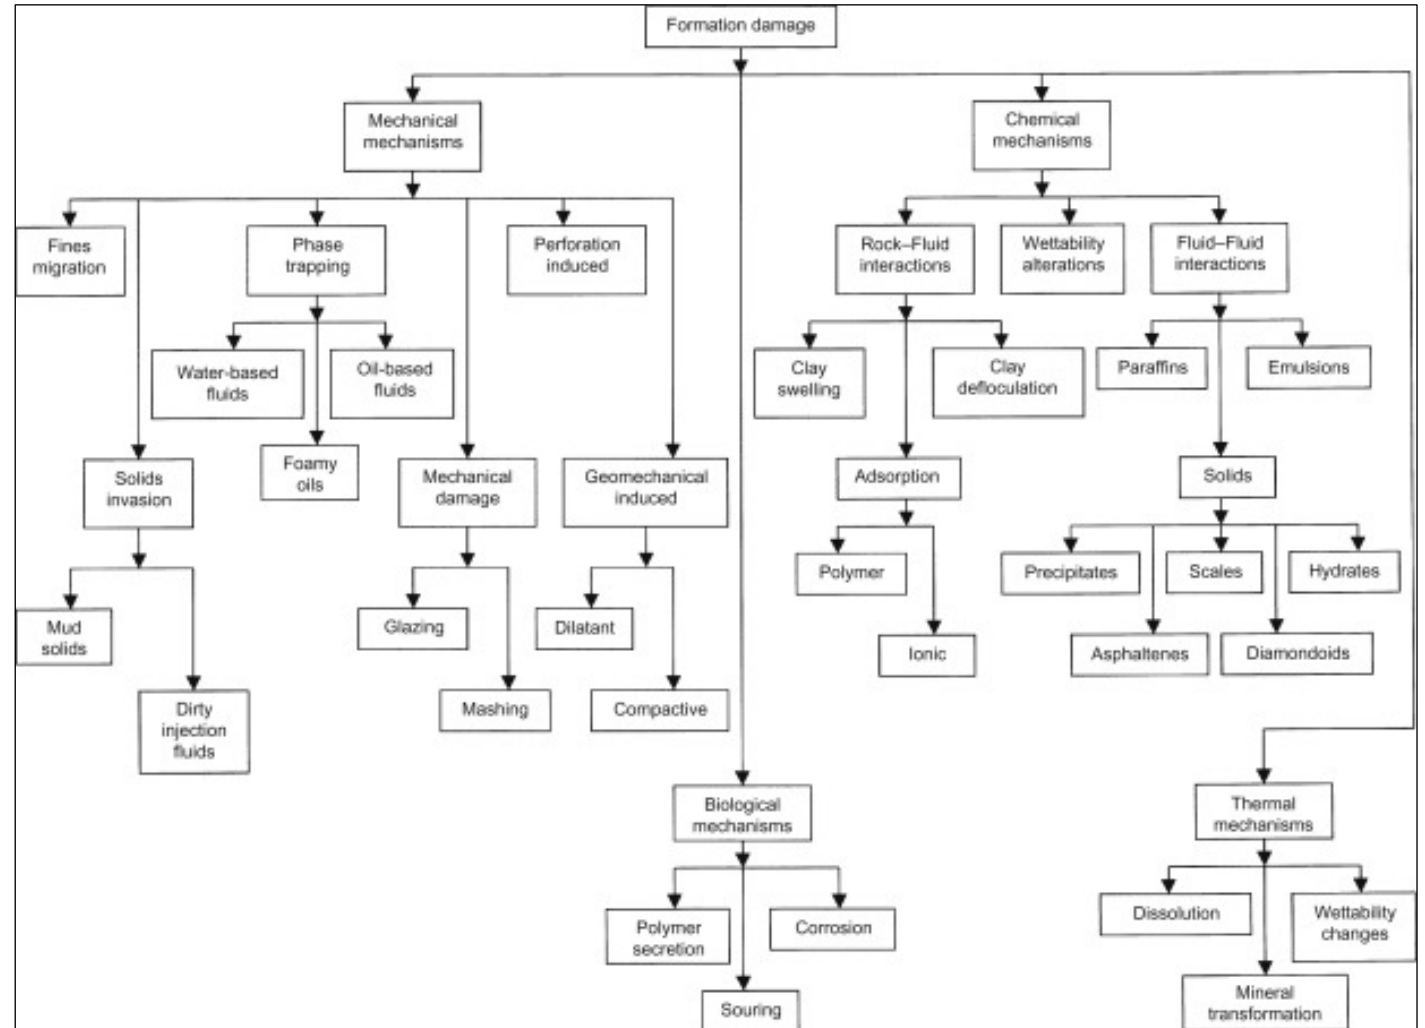 Formation damage
Mechanical
mechanisms
Chemical
mechanisms
Fines
migration
Phase
trapping
Perforation
induced
Rock–Fluid
interactions
Wettability
alterations
Fluid–Fluid
interactions
Water-based
fluids
Oil-based
fluids
Clay
swelling
Clay
defloculation
Paraffins
Emulsions
Solids
invasion
Foamy
oils
Mechanical
damage
Geomechanical
induced
Adsorption
Solids
Polymer
Precipitates
Scales
Hydrates
Mud
solids
Glazing
Dilatant
Ionic
Asphaltenes
Diamondoids
Dirty
injection
fluids
Mashing
Compactive
Biological
mechanisms
Thermal
mechanisms
Polymer
secretion
Corrosion
Dissolution
Wettability
changes
Souring
Mineral
transformation